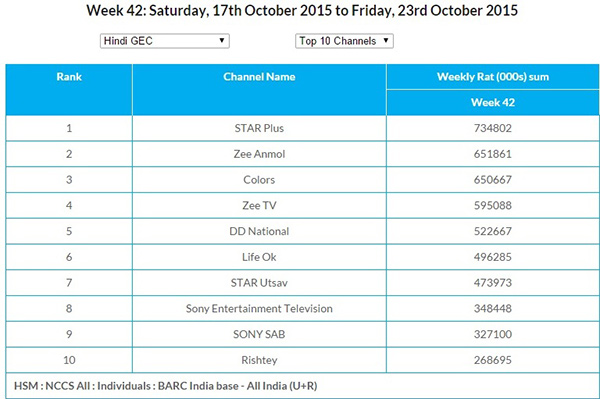 Week 42: Saturday, 17th October 2015 to Friday, 23rd October 2015
Hindi GEC Top 10 Channels
Rank Channel Name Weekly Rat (000s) sum
Week 42
1 STAR Plus 734802
2 Zee Anmol 651861
3 Colors 650667
4 Zee TV 595088
5 DD National 522667
6 Life Ok 496285
7 STAR Utsav 473973
8 Sony Entertainment Television 348448
9 SONY SAB 327100
10 Rishtey 268695
HSM : NCCS All : Individuals : BARC India base - All India (U+R)